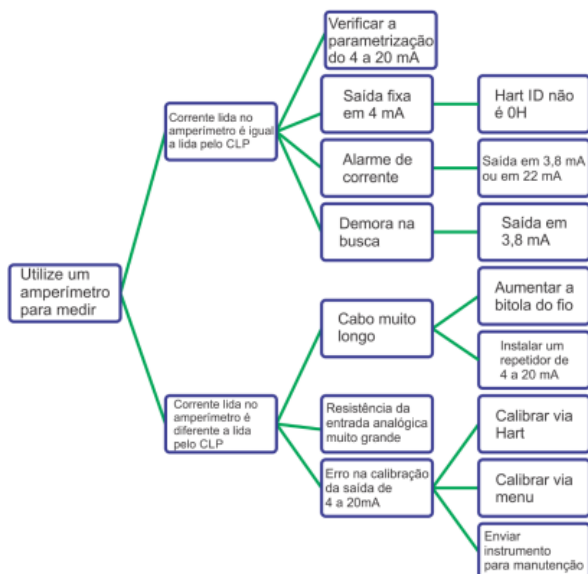 Utilize um
amperímetro
para medir
Corrente lida no
amperímetro é igual
a lida pelo CLP
Verificar a
parametrização
do 4 a 20 mA
Saída fixa
em 4 mA
Hart ID não
é 0H
Alarme de
corrente
Saída em 3,8 mA
ou em 22 mA
Demora na
busca
Saída em
3,8 mA
Corrente lida no
amperímetro é
diferente a lida
pelo CLP
Cabo muito
longo
Aumentar a
bitola do fio
Instalar um
repetidor de
4 a 20 mA
Resistência da
entrada analógica
muito grande
Erro na calibração
da saída de
4 a 20mA
Calibrar via
Hart
Calibrar via
menu
Enviar
instrumento
para manutenção